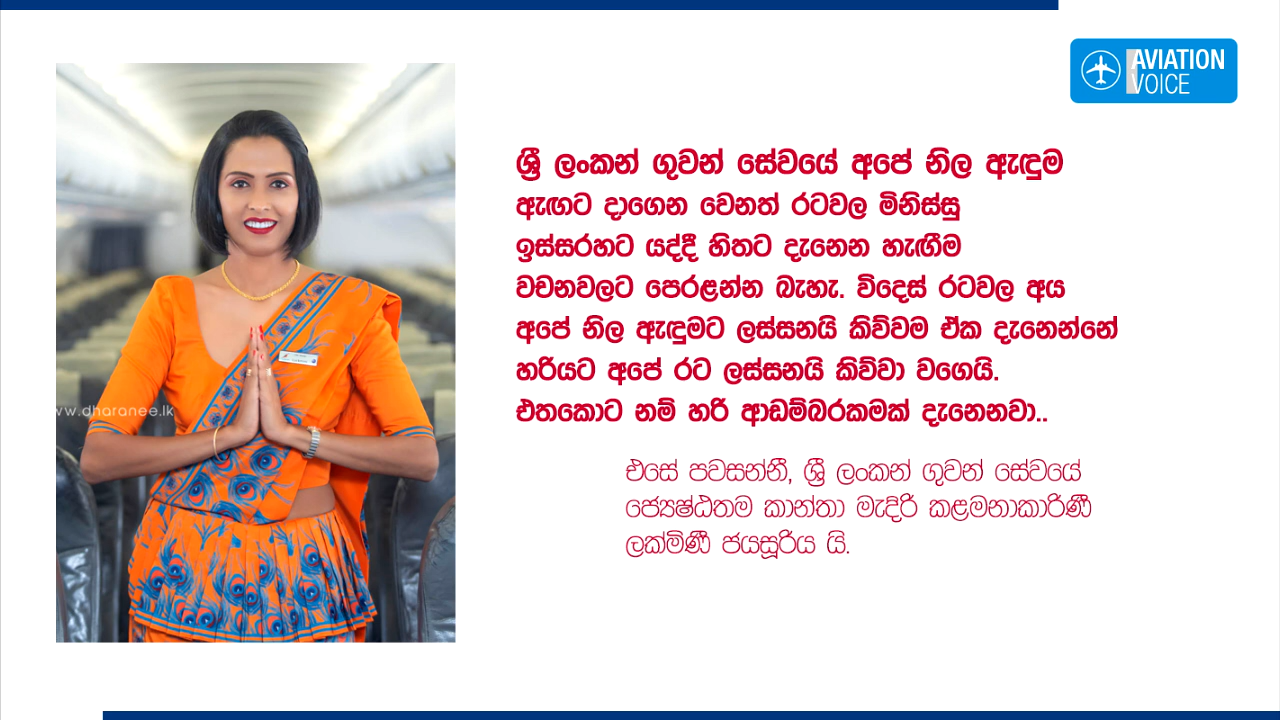 AVIATION
VOICE
ශ්‍රී ලංකන් ගුවන් සේවයේ අපේ නිල ඇඳුම
ඇඟට දාගෙන වෙනත් රටවල මිනිස්සු
ඉස්සරහට යද්දී හිතට දැනෙන හැඟීම
වචනවලට පෙරළන්න බැහැ. විදෙස් රටවල අය
අපේ නිල ඇඳුමට ලස්සනයි කිව්වම ඒක දැනෙන්නේ
හරියට අපේ රට ලස්සනයි කිව්වා වගෙයි.
එතකොට නම් හරි ආඩම්බරකමක් දැනෙනවා..
එසේ පවසන්නී, ශ්‍රී ලංකන් ගුවන් සේවයේ
ජ්‍යෙෂ්ඨතම කාන්තා මැදිරි කළමනාකාරිණී
ලක්මිණී ජයසූරිය යි.
www.dharanee.lk